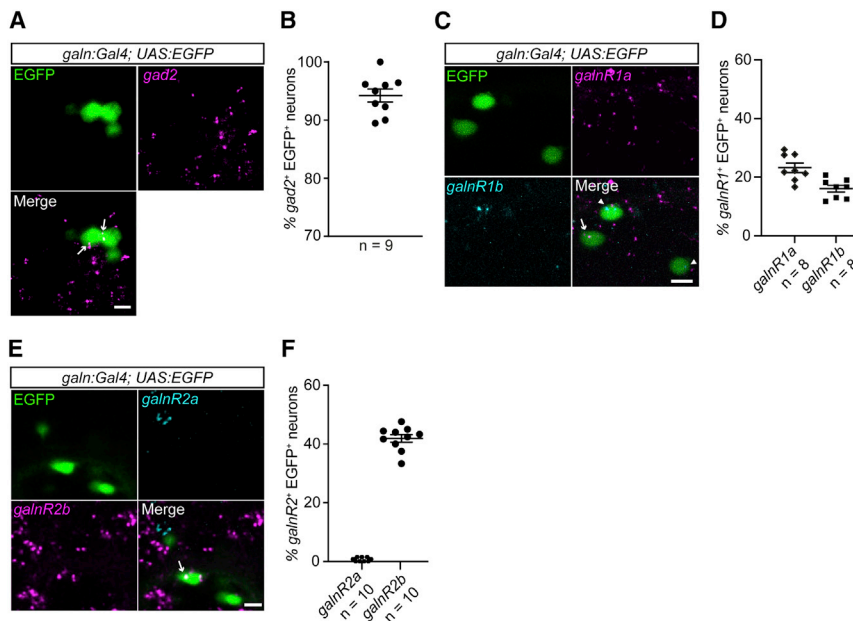 A
galn:Gal4; UAS:EGFP
EGFP
gad2
Merge
B
100
90
80
70
% gad2⁺ EGFP⁺ neurons
n = 9
C
galn:Gal4; UAS:EGFP
EGFP
galnR1a
galnR1b
Merge
D
60
40
20
0
% galnR1⁺ EGFP⁺ neurons
galnR1a
n = 8
galnR1b
n = 8
E
galn:Gal4; UAS:EGFP
EGFP
galnR2a
galnR2b
Merge
F
60
40
20
0
% galnR2⁺ EGFP⁺ neurons
galnR2a
n = 10
galnR2b
n = 10